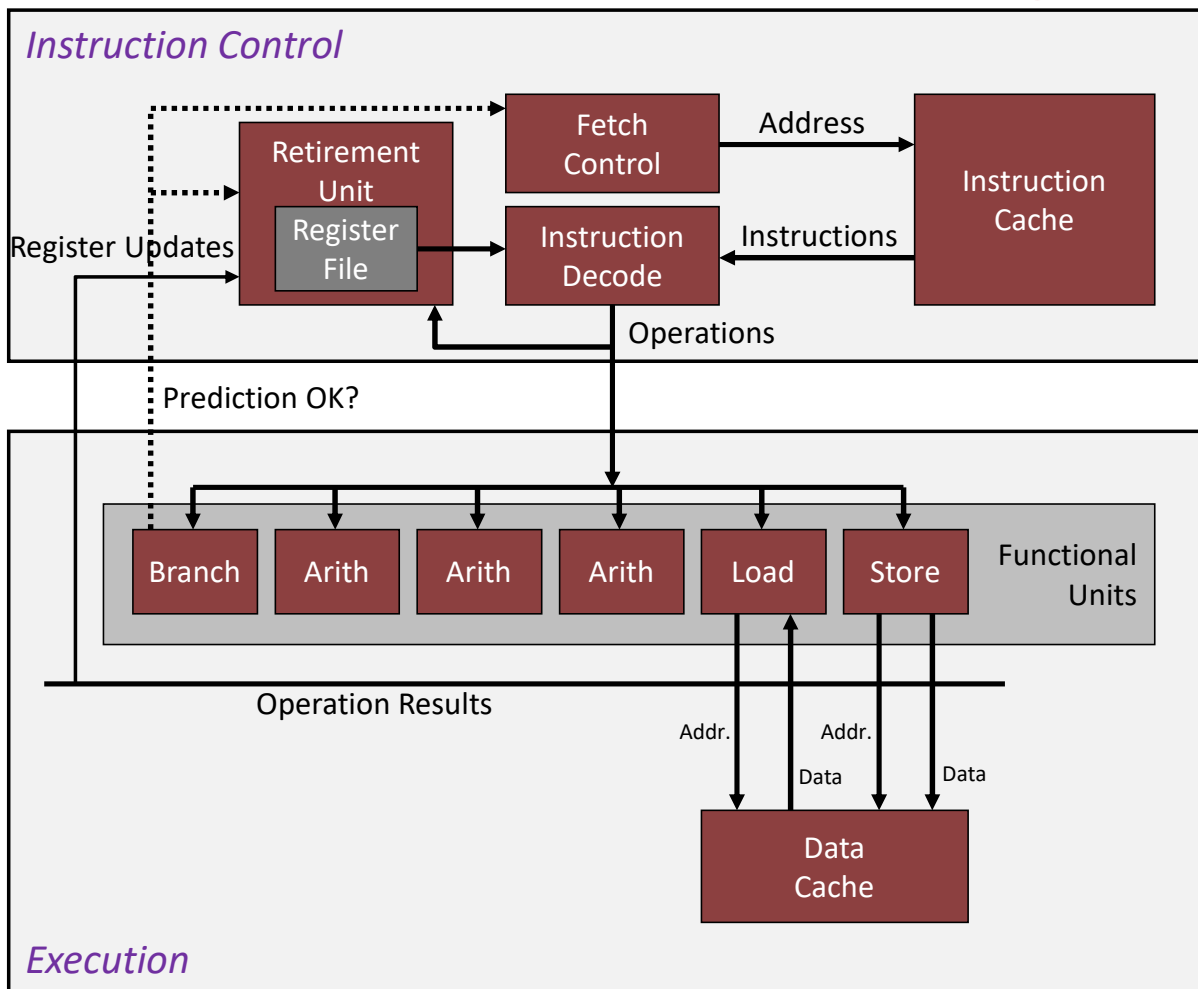 Instruction Control
Fetch
Control
Address
Instruction
Cache
Retirement
Unit
Register
File
Register Updates
Instruction
Decode
Instructions
Operations
Prediction OK?
Branch
Arith
Arith
Arith
Load
Store
Functional
Units
Operation Results
Addr.
Data
Addr.
Data
Data
Cache
Execution